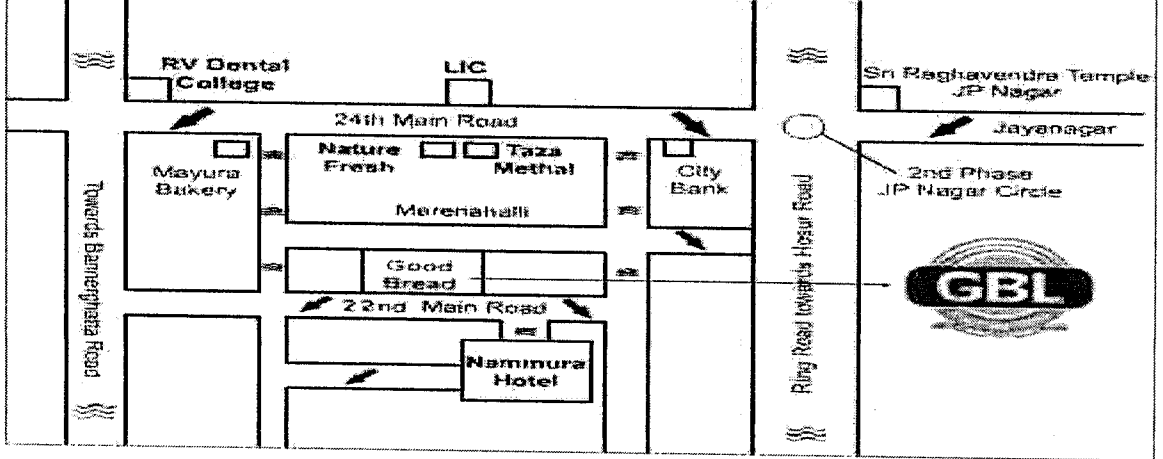 RV Dental
College
LIC
Sri Raghavendra Temple
JP Nagar
24th Main Road
Jayanagar
Nature
Fresh
Taza
Methai
City
Bank
Mayura
Bakery
2nd Phase
JP Nagar Circle
Marenahalli
Towards Bannerghatta Road
Ring Road towards Hosur Road
Good
Bread
GBL
22nd Main Road
Nammura
Hotel